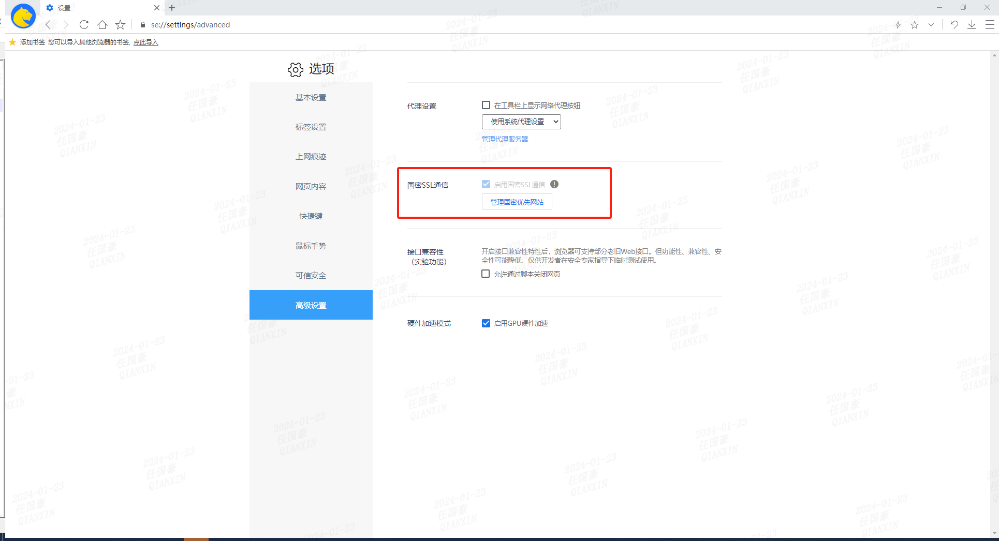 设置
se://settings/advanced
添加书签 您可以导入其他浏览器的书签, 点此导入
选项
基本设置
标签设置
上网痕迹
网页内容
快捷键
鼠标手势
可信安全
高级设置
代理设置
在工具栏上显示网络代理按钮
使用系统代理设置
管理代理服务器
国密SSL通信
启用国密SSL通信
管理国密优先网站
接口兼容性
（实验功能）
开启接口兼容性特性后，浏览器可支持部分老旧Web接口。但功能性、兼容性、安
全性可能降低，仅供开发者在安全专家指导下临时测试使用。
允许通过脚本关闭网页
硬件加速模式
启用GPU硬件加速
2024-01-23
任国豪
QIANXIN